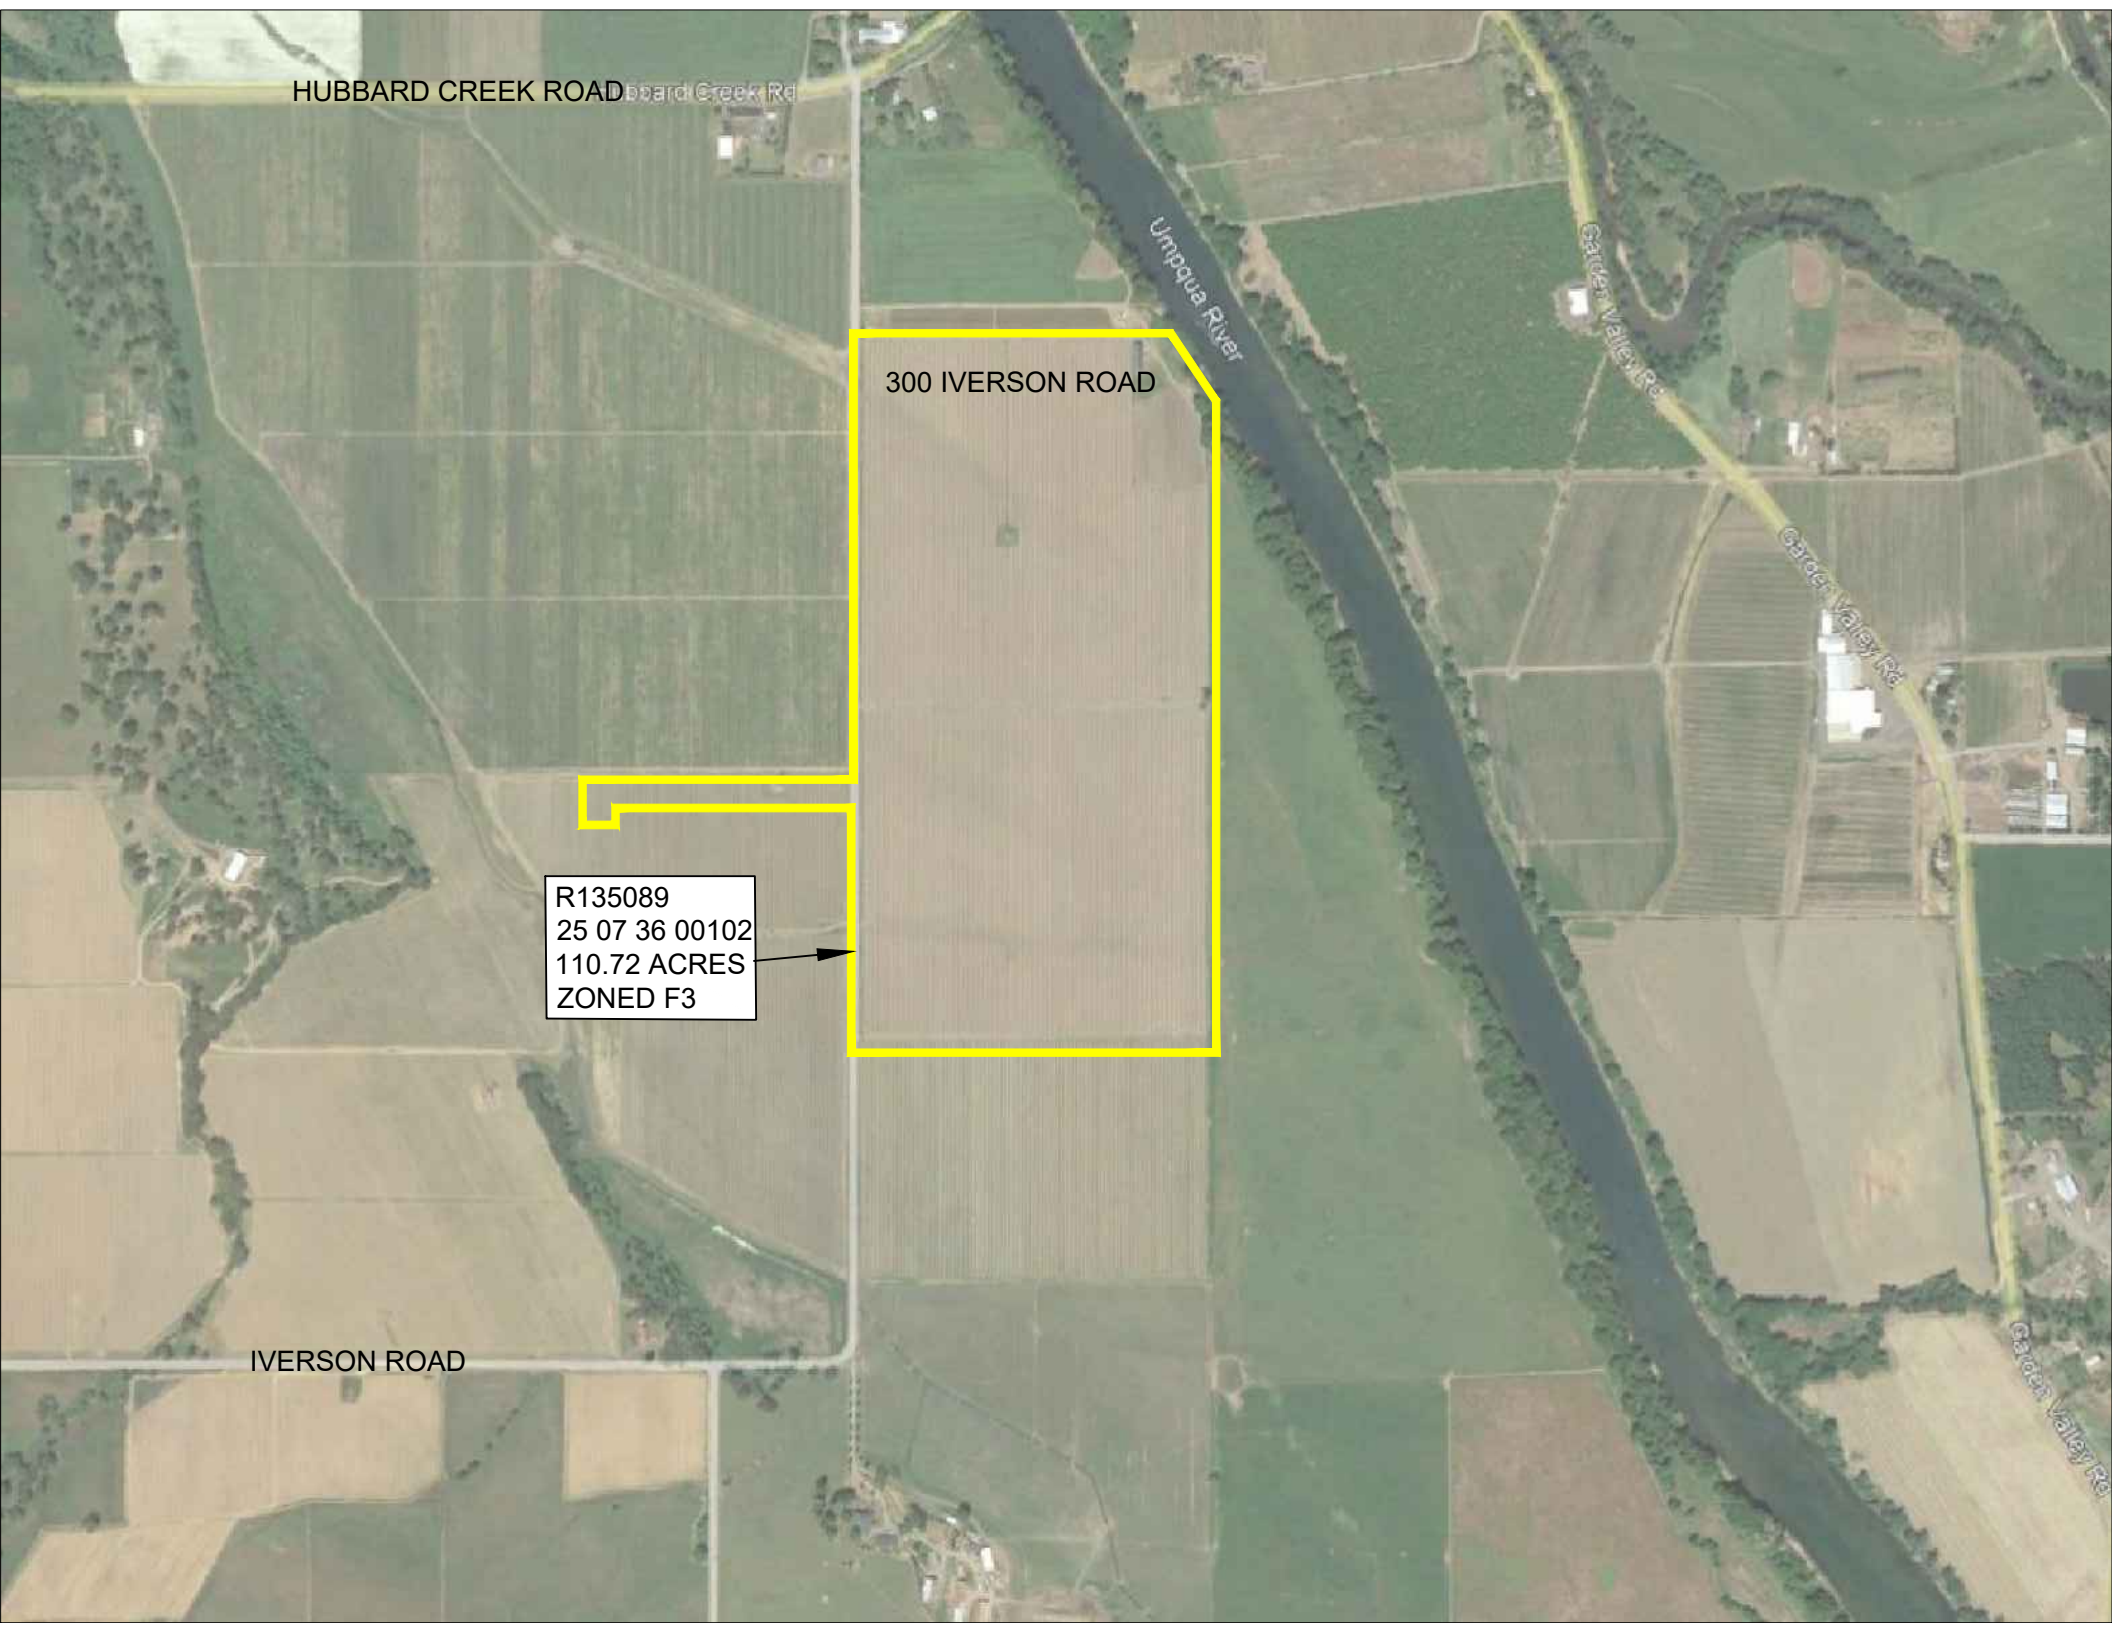 HUBBARD CREEK ROAD
Hubbard Creek Rd
Umpqua River
Garden Valley Rd
300 IVERSON ROAD
Garden Valley Rd
R135089
25 07 36 00102
110.72 ACRES
ZONED F3
IVERSON ROAD
Garden Valley Rd